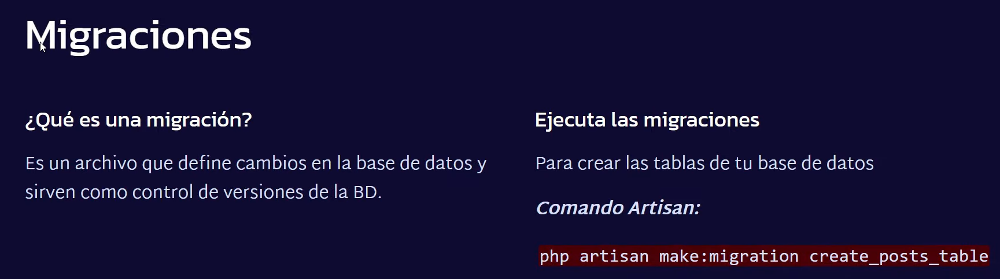 Migraciones
¿Qué es una migración?
Es un archivo que define cambios en la base de datos y
sirven como control de versiones de la BD.
Ejecuta las migraciones
Para crear las tablas de tu base de datos
Comando Artisan:
php artisan make:migration create_posts_table